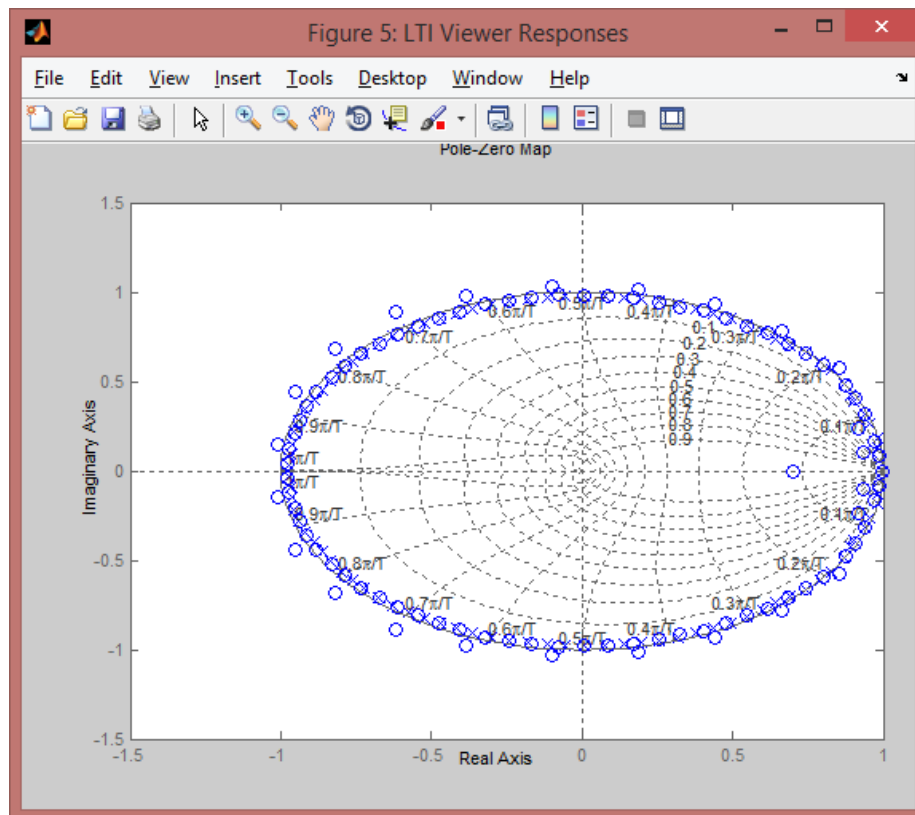 Figure 5: LTI Viewer Responses
File Edit View Insert Tools Desktop Window Help
Pole-Zero Map
1.5
1
0.5
0
-0.5
-1
-1.5
Imaginary Axis
0.6π/T 0.5π/T 0.4π/T
0.7π/T 0.3π/T
0.8π/T 0.2π/T
0.9π/T 0.1π/T
π/T
π/T
0.9π/T 0.1π/T
0.8π/T 0.2π/T
0.7π/T 0.3π/T
0.6π/T 0.5π/T 0.4π/T
0.1
0.2
0.3
0.4
0.5
0.6
0.7
0.8
0.9
-1.5 -1 -0.5 0 0.5 1
Real Axis